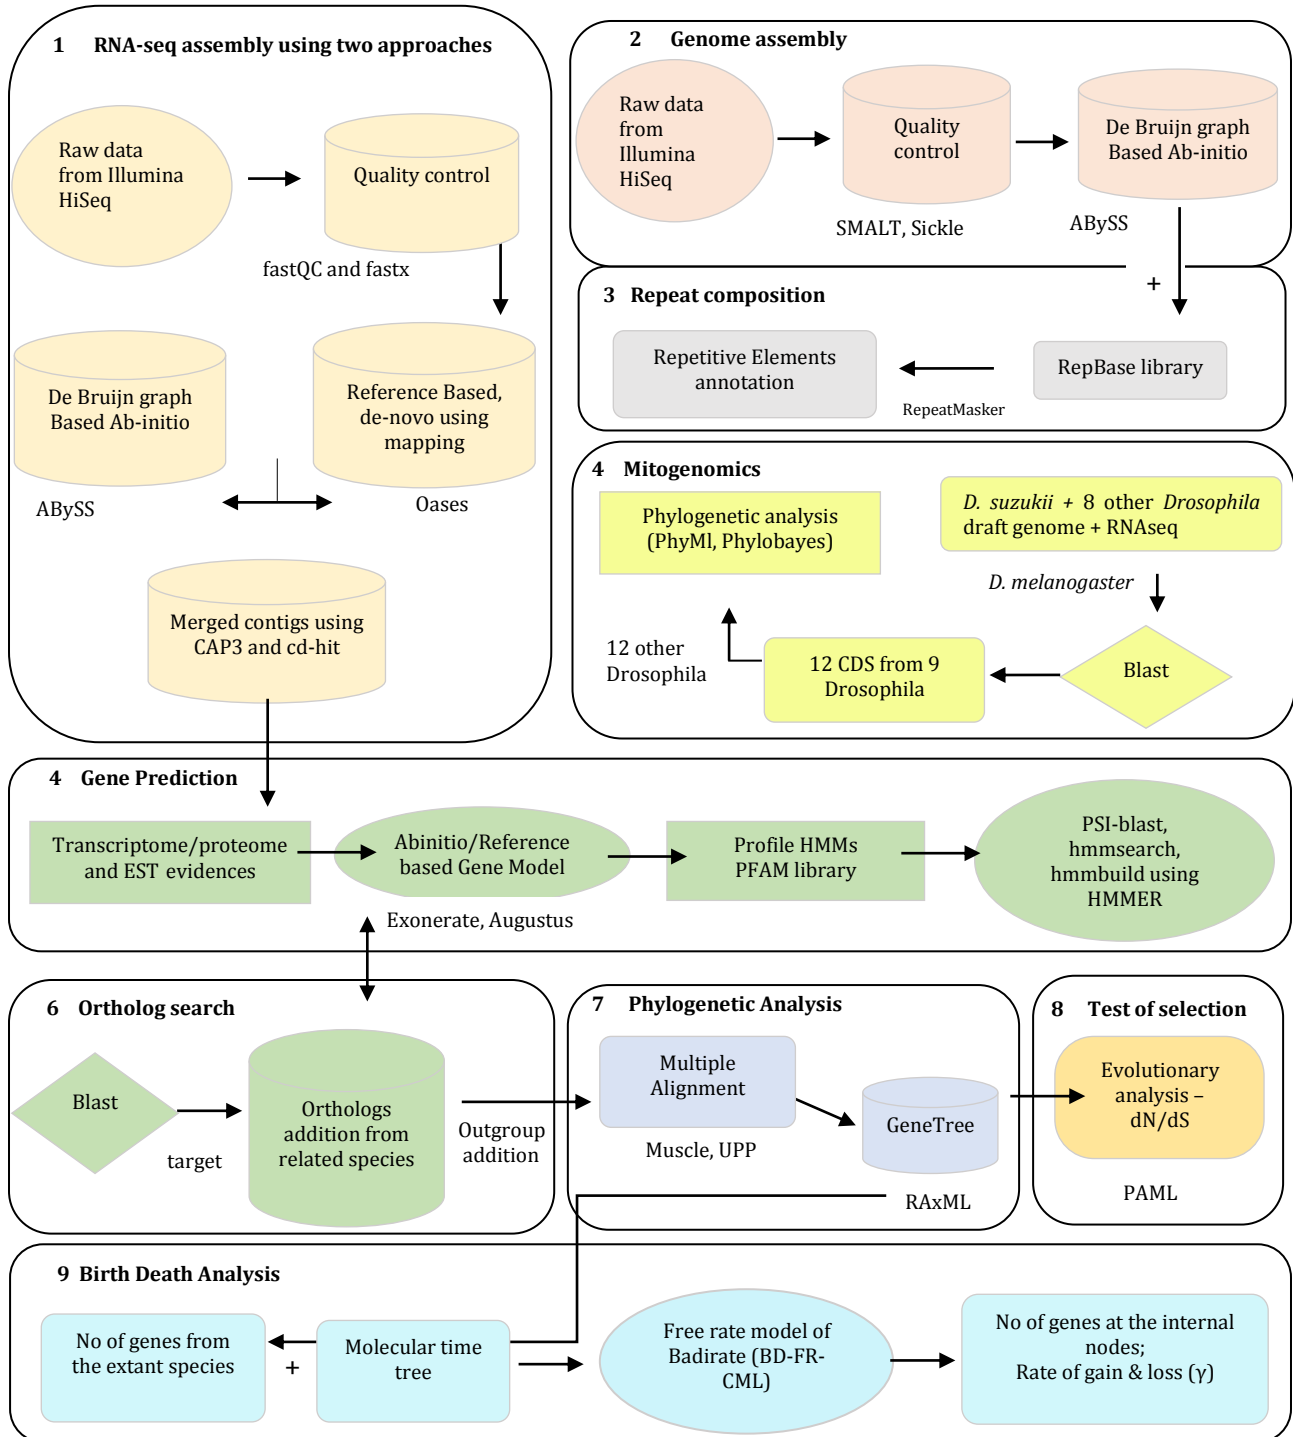 1 RNA-seq assembly using two approaches
Raw data
from Illumina
HiSeq
Quality control
fastQC and fastx
De Bruijn graph
Based Ab-initio
ABySS
Reference Based,
de-novo using
mapping
Oases
Merged contigs using
CAP3 and cd-hit
2 Genome assembly
Raw data
from
Illumina
HiSeq
Quality
control
SMALT, Sickle
De Bruijn graph
Based Ab-initio
ABySS
+
3 Repeat composition
Repetitive Elements
annotation
RepeatMasker
RepBase library
4 Mitogenomics
Phylogenetic analysis
(PhyMl, Phylobayes)
D. suzukii + 8 other Drosophila
draft genome + RNAseq
D. melanogaster
12 other
Drosophila
12 CDS from 9
Drosophila
Blast
4 Gene Prediction
Transcriptome/proteome
and EST evidences
Abinitio/Reference
based Gene Model
Exonerate, Augustus
Profile HMMs
PFAM library
PSI-blast,
hmmsearch,
hmmbuild using
HMMER
6 Ortholog search
Blast
target
Orthologs
addition from
related species
Outgroup
addition
7 Phylogenetic Analysis
Multiple
Alignment
Muscle, UPP
GeneTree
RAxML
8 Test of selection
Evolutionary
analysis –
dN/dS
PAML
9 Birth Death Analysis
No of genes from
the extant species
+
Molecular time
tree
Free rate model of
Badirate (BD-FR-
CML)
No of genes at the internal
nodes;
Rate of gain & loss (γ)